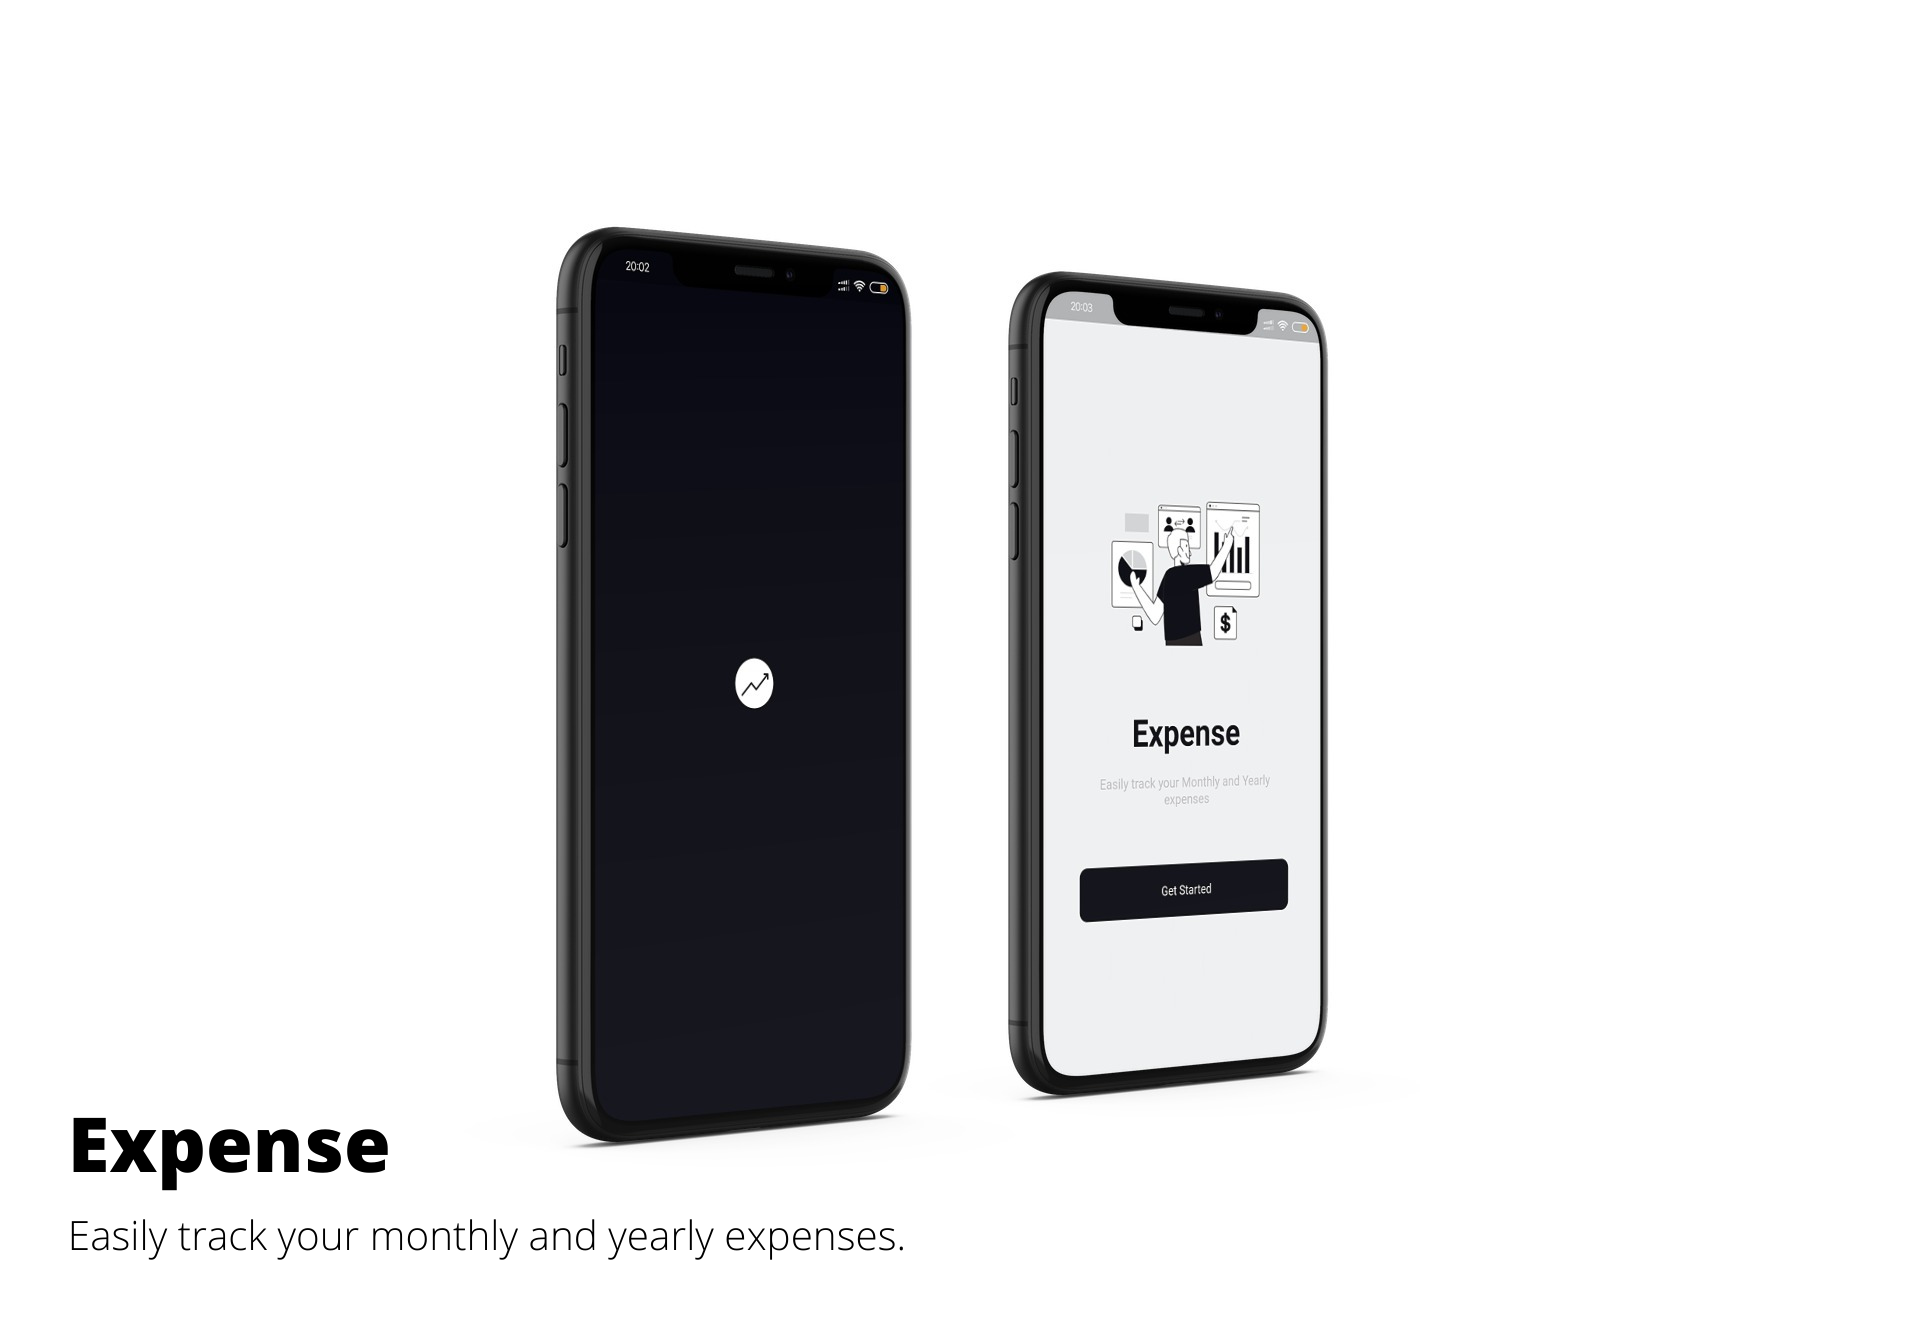 20:02
20:03
$
Expense
Easily track your Monthly and Yearly
expenses
Get Started
Expense
Easily track your monthly and yearly expenses.